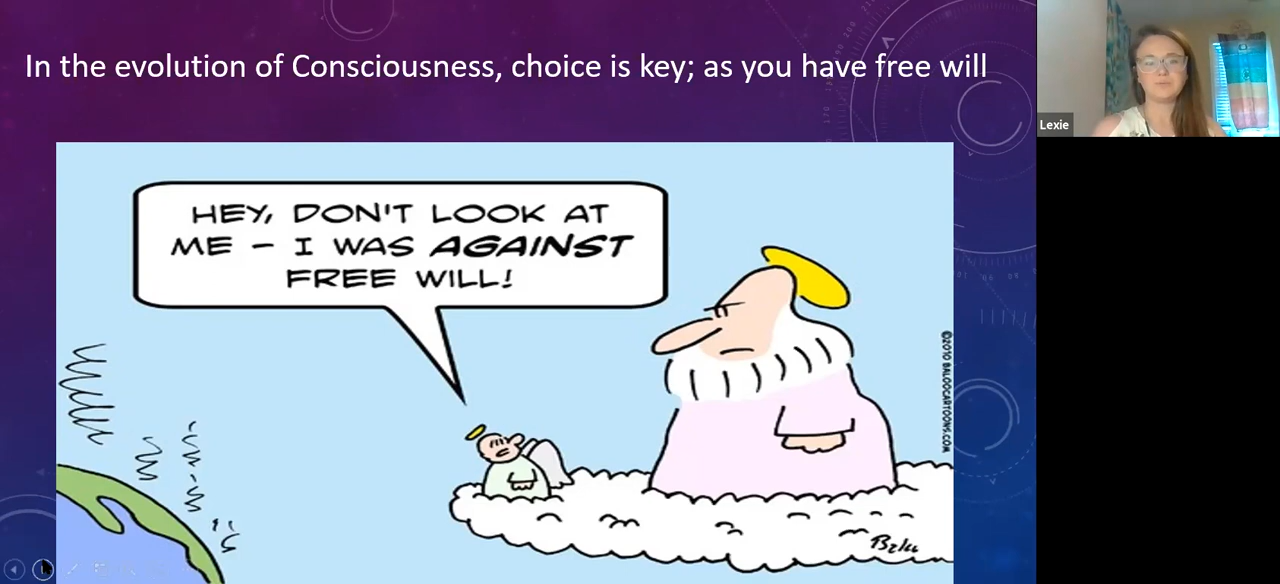 In the evolution of Consciousness, choice is key; as you have free will
Lexie
HEY, DON'T LOOK AT
ME – I WAS AGAINST
FREE WILL!
©2010 BALOOCARTOONS.COM